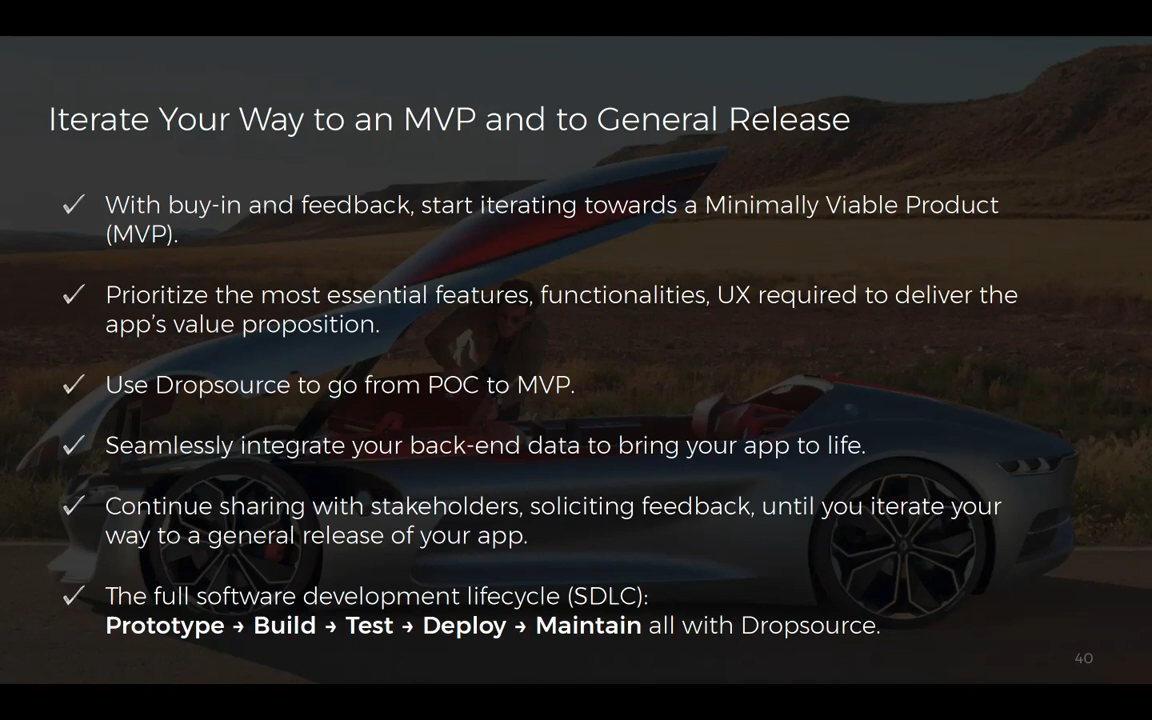 Iterate Your Way to an MVP and to General Release
✓ With buy-in and feedback, start iterating towards a Minimally Viable Product
(MVP).
✓ Prioritize the most essential features, functionalities, UX required to deliver the
app's value proposition.
✓ Use Dropsource to go from POC to MVP.
✓ Seamlessly integrate your back-end data to bring your app to life.
✓ Continue sharing with stakeholders, soliciting feedback, until you iterate your
way to a general release of your app.
✓ The full software development lifecycle (SDLC):
Prototype → Build → Test → Deploy → Maintain all with Dropsource.
40